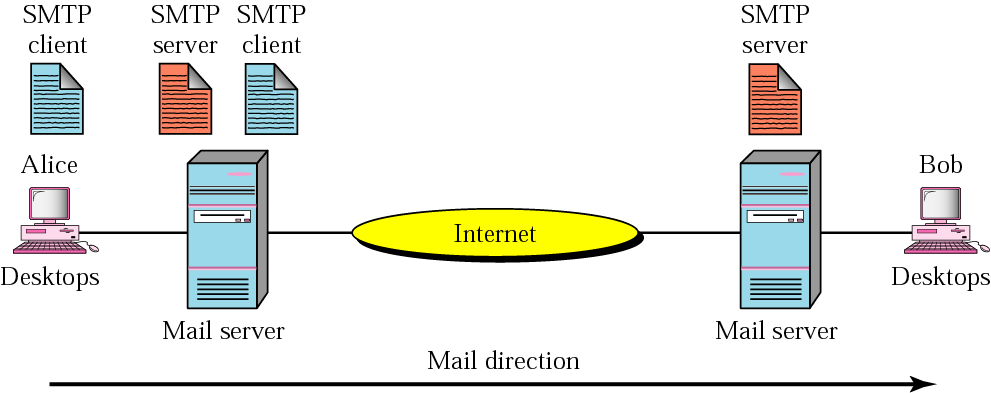 SMTP
client
SMTP
server
SMTP
client
SMTP
server
Alice
Bob
Internet
Desktops
Desktops
Mail server
Mail server
Mail direction